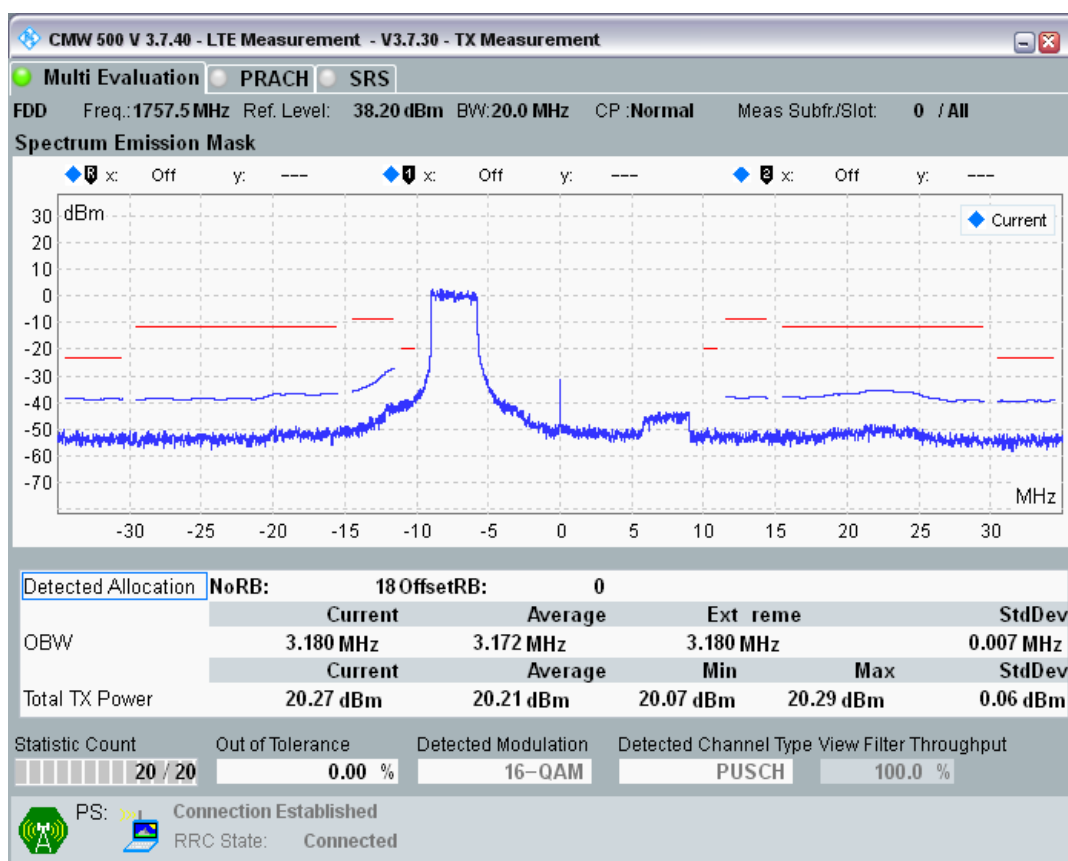 CMW 500 V 3.7.40 - LTE Measurement - V3.7.30 - TX Measurement
Multi Evaluation PRACH SRS
FDD Freq.: 1757.5 MHz Ref. Level: 38.20 dBm BW: 20.0 MHz CP : Normal Meas Subfr./Slot: 0 / All
Spectrum Emission Mask
R x: Off y: --- 1 x: Off y: --- 2 x: Off y: ---
dBm
Current
30
20
10
0
-10
-20
-30
-40
-50
-60
-70
MHz
-30 -25 -20 -15 -10 -5 0 5 10 15 20 25 30
Detected Allocation NoRB: 18 OffsetRB: 0
Current Average Ext reme StdDev
OBW 3.180 MHz 3.172 MHz 3.180 MHz 0.007 MHz
Current Average Min Max StdDev
Total TX Power 20.27 dBm 20.21 dBm 20.07 dBm 20.29 dBm 0.06 dBm
Statistic Count Out of Tolerance Detected Modulation Detected Channel Type View Filter Throughput
20 / 20 0.00 % 16-QAM PUSCH 100.0 %
PS: Connection Established
RRC State: Connected